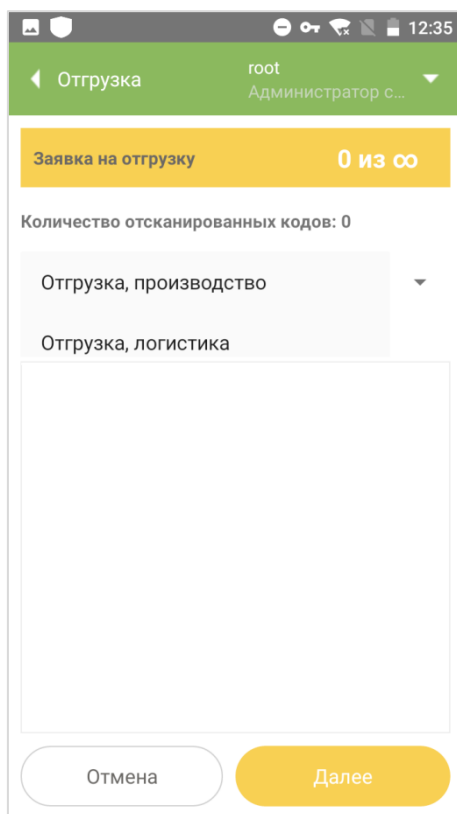 12:35
Отгрузка
root
Администратор с...
Заявка на отгрузку 0 из ∞
Количество отсканированных кодов: 0
Отгрузка, производство
Отгрузка, логистика
Отмена Далее